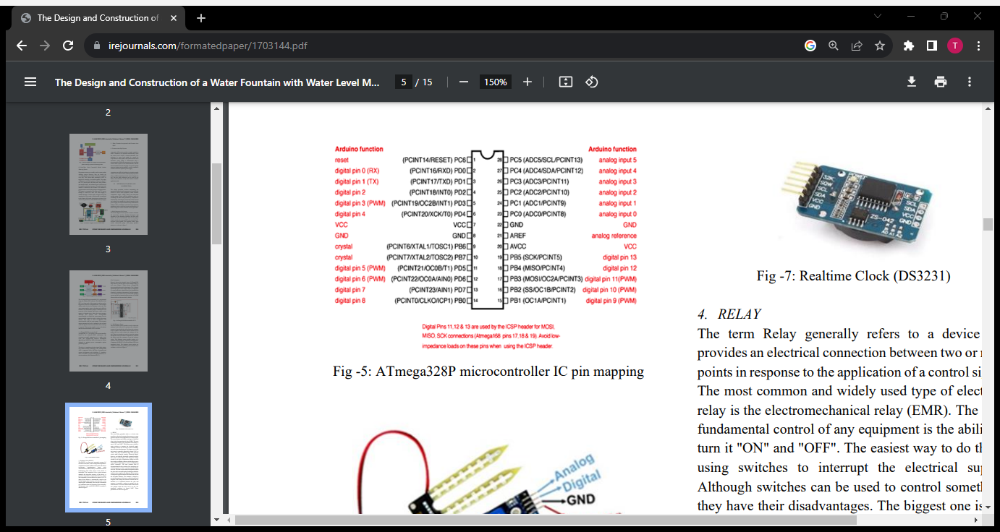 The Design and Construction of
irejournals.com/formatedpaper/1703144.pdf
T
The Design and Construction of a Water Fountain with Water Level M...
5 / 15
150%
2
3
4
5
Arduino function
Arduino function
reset (PCINT14/RESET) PC6 1 28 PC5 (ADC5/SCL/PCINT13) analog input 5
digital pin 0 (RX) (PCINT16/RXD) PD0 2 27 PC4 (ADC4/SDA/PCINT12) analog input 4
digital pin 1 (TX) (PCINT17/TXD) PD1 3 26 PC3 (ADC3/PCINT11) analog input 3
digital pin 2 (PCINT18/INT0) PD2 4 25 PC2 (ADC2/PCINT10) analog input 2
digital pin 3 (PWM) (PCINT19/OC2B/INT1) PD3 5 24 PC1 (ADC1/PCINT9) analog input 1
digital pin 4 (PCINT20/XCK/T0) PD4 6 23 PC0 (ADC0/PCINT8) analog input 0
VCC VCC 7 22 GND GND
GND GND 8 21 AREF analog reference
crystal (PCINT6/XTAL1/TOSC1) PB6 9 20 AVCC VCC
crystal (PCINT7/XTAL2/TOSC2) PB7 10 19 PB5 (SCK/PCINT5) digital pin 13
digital pin 5 (PWM) (PCINT21/OC0B/T1) PD5 11 18 PB4 (MISO/PCINT4) digital pin 12
digital pin 6 (PWM) (PCINT22/OC0A/AIN0) PD6 12 17 PB3 (MOSI/OC2A/PCINT3) digital pin 11(PWM)
digital pin 7 (PCINT23/AIN1) PD7 13 16 PB2 (SS/OC1B/PCINT2) digital pin 10 (PWM)
digital pin 8 (PCINT0/CLKO/ICP1) PB0 14 15 PB1 (OC1A/PCINT1) digital pin 9 (PWM)
Digital Pins 11,12 & 13 are used by the ICSP header for MOSI,
MISO, SCK connections (Atmega168 pins 17,18 & 19). Avoid low-
impedance loads on these pins when using the ICSP header.
Fig -5: ATmega328P microcontroller IC pin mapping
Analog
Digital
GND
32K
SQW
SCL
SDA
VCC
GND
POWER
ZS-042
SCL
SDA
VCC
GND
Fig -7: Realtime Clock (DS3231)
4. RELAY
The term Relay generally refers to a device
provides an electrical connection between two or
points in response to the application of a control si
The most common and widely used type of elect
relay is the electromechanical relay (EMR). The
fundamental control of any equipment is the abili
turn it "ON" and "OFF". The easiest way to do th
using switches to interrupt the electrical su
Although switches can be used to control someth
they have their disadvantages. The biggest one is